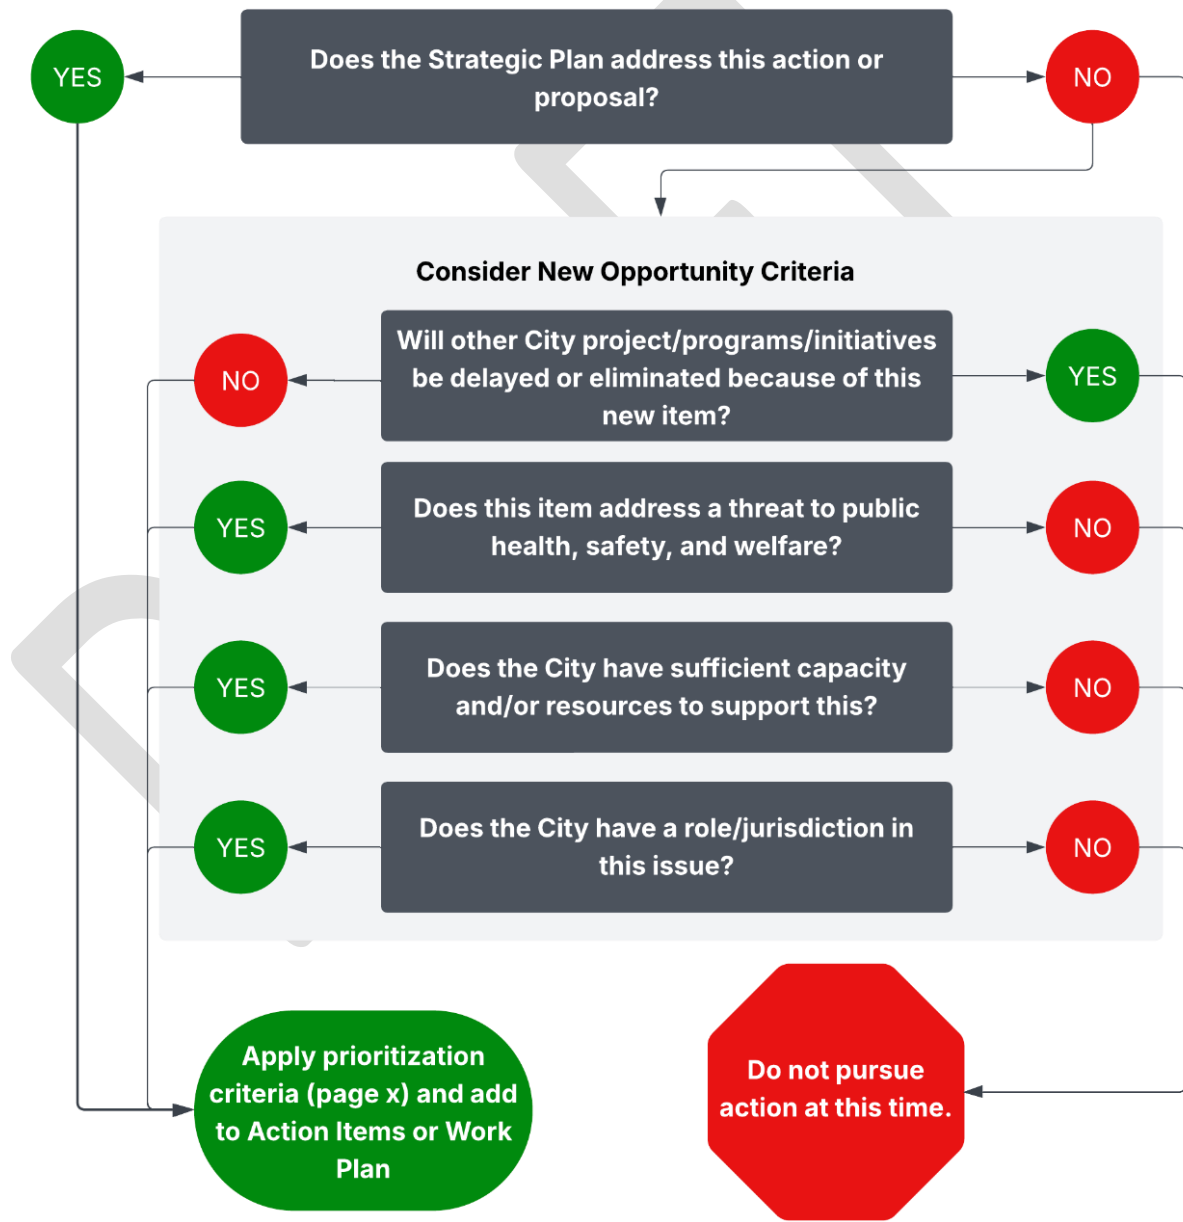 Does the Strategic Plan address this action or
proposal?
YES
NO
Consider New Opportunity Criteria
Will other City project/programs/initiatives
be delayed or eliminated because of this
new item?
NO
YES
Does this item address a threat to public
health, safety, and welfare?
YES
NO
Does the City have sufficient capacity
and/or resources to support this?
YES
NO
Does the City have a role/jurisdiction in
this issue?
YES
NO
Apply prioritization
criteria (page x) and add
to Action Items or Work
Plan
Do not pursue
action at this time.